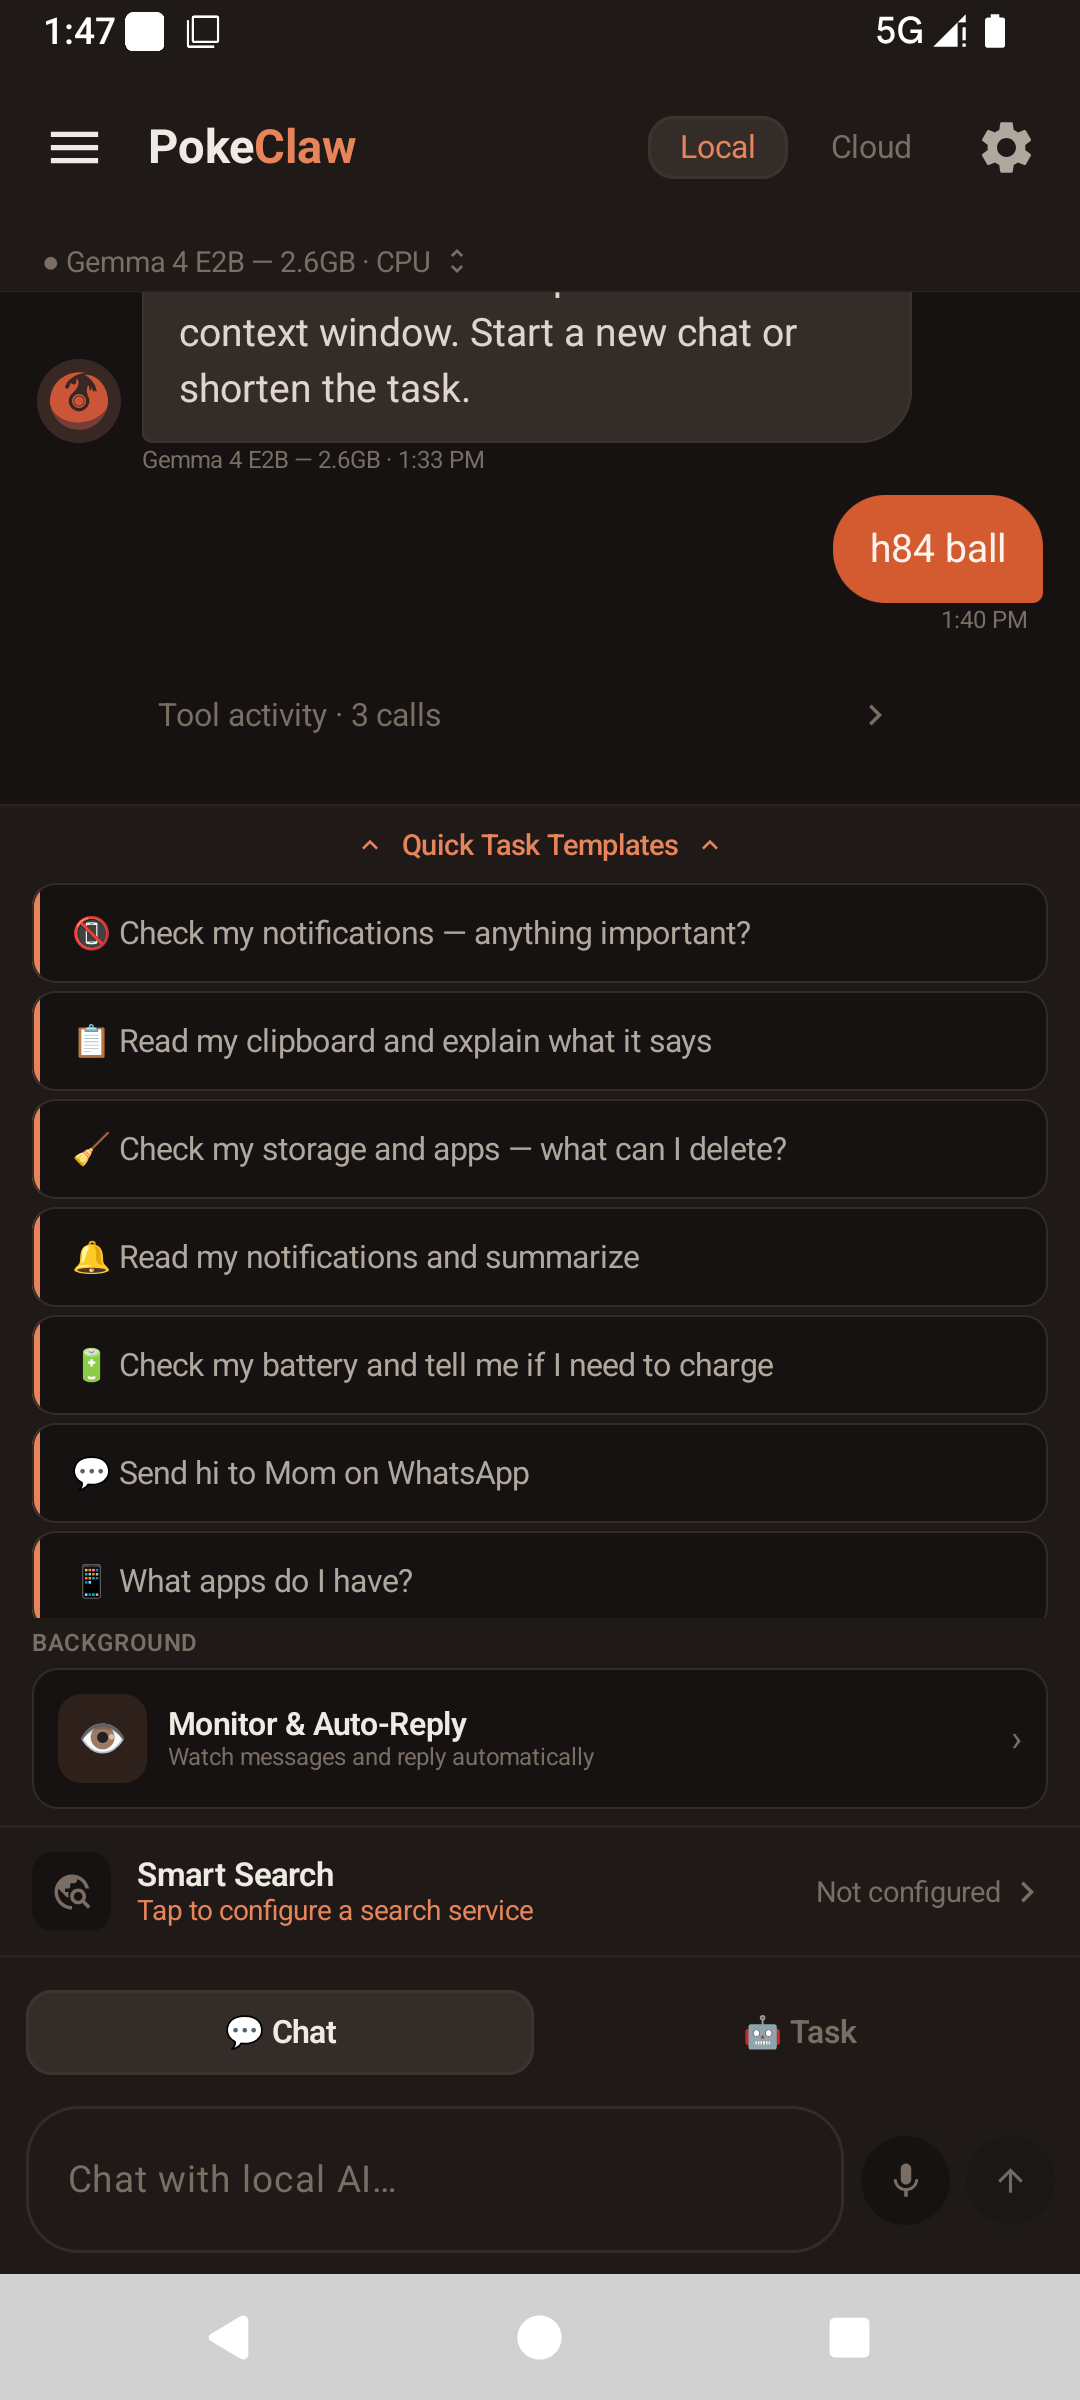 1:47
5G
PokeClaw
Local
Cloud
Gemma 4 E2B — 2.6GB · CPU
context window. Start a new chat or
shorten the task.
Gemma 4 E2B — 2.6GB · 1:33 PM
h84 ball
1:40 PM
Tool activity · 3 calls
Quick Task Templates
Check my notifications — anything important?
Read my clipboard and explain what it says
Check my storage and apps — what can I delete?
Read my notifications and summarize
Check my battery and tell me if I need to charge
Send hi to Mom on WhatsApp
What apps do I have?
BACKGROUND
Monitor & Auto-Reply
Watch messages and reply automatically
Smart Search
Tap to configure a search service
Not configured
Chat
Task
Chat with local AI…